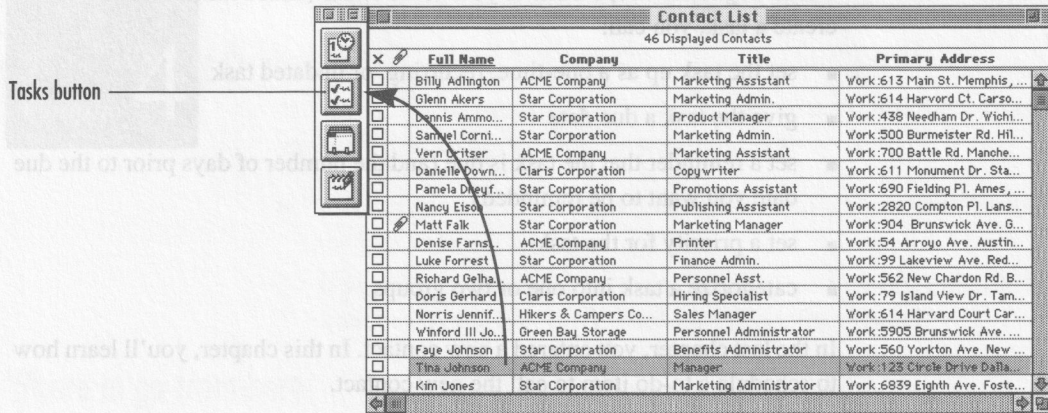 Contact List
46 Displayed Contacts
× Full Name Company Title Primary Address
Billy Adlington ACME Company Marketing Assistant Work:613 Main St. Memphis, ...
Tasks button
Glenn Akers Star Corporation Marketing Admin. Work:614 Harvord Ct. Carso...
Dennis Ammo... Star Corporation Product Manager Work:438 Needham Dr. Wichi...
Samuel Corni... Star Corporation Marketing Admin. Work:500 Burmeister Rd. Hil...
Vern Critser ACME Company Marketing Assistant Work:700 Battle Rd. Manche...
Danielle Down... Claris Corporation Copywriter Work:611 Monument Dr. Sta...
Pamela Dreyf... Star Corporation Promotions Assistant Work:690 Fielding Pl. Ames, ...
Nancy Eison Star Corporation Publishing Assistant Work:2820 Compton Pl. Lans...
Matt Falk Star Corporation Marketing Manager Work:904 Brunswick Ave. G...
Denise Farns... ACME Company Printer Work:54 Arroyo Ave. Austin...
Luke Forrest Star Corporation Finance Admin. Work:99 Lakeview Ave. Red...
Richard Gelha... ACME Company Personnel Asst. Work:562 New Chardon Rd. B...
Doris Gerhard Claris Corporation Hiring Specialist Work:79 Island View Dr. Tam...
Norris Jennif... Hikers & Campers Co... Sales Manager Work:614 Harvard Court Car...
Winford III Jo... Green Bay Storage Personnel Administrator Work:5905 Brunswick Ave. ...
Faye Johnson Star Corporation Benefits Administrator Work:560 Yorkton Ave. New ...
Tina Johnson ACME Company Manager Work:123 Circle Drive Dalla...
Kim Jones Star Corporation Marketing Administrator Work:6839 Eighth Ave. Foste...